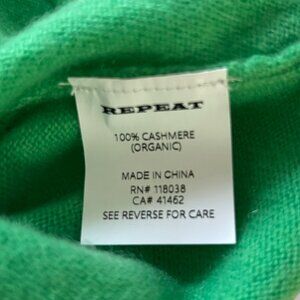 REPEAT
100% CASHMERE
(ORGANIC)
MADE IN CHINA
RN# 118038
CA# 41462
SEE REVERSE FOR CARE